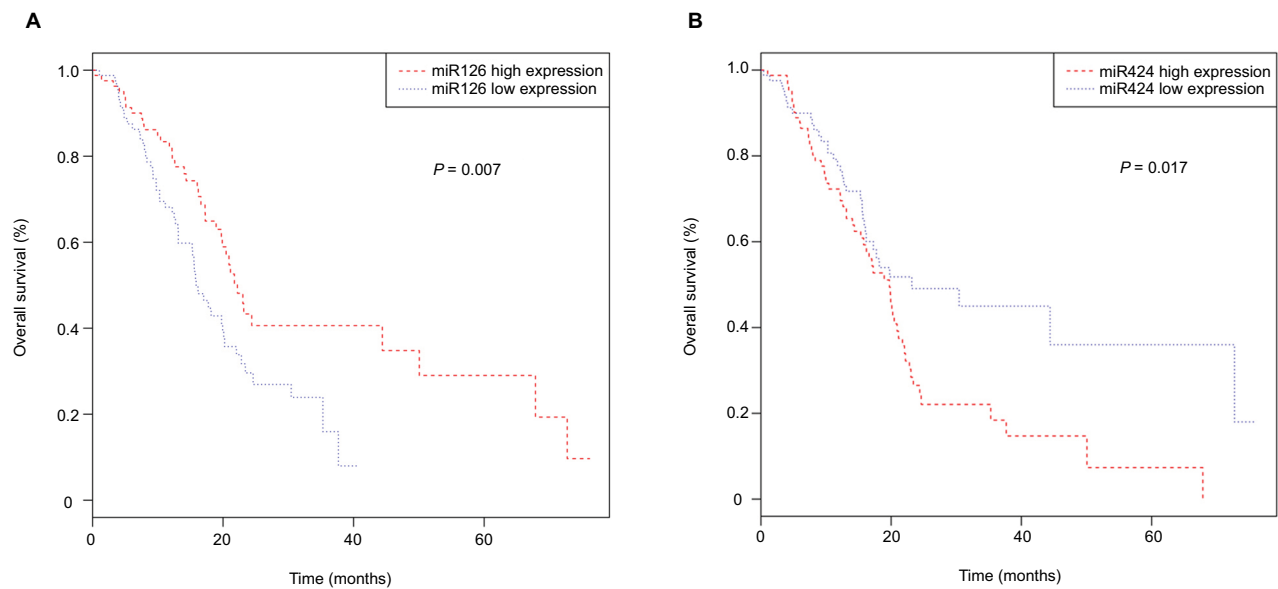 A
miR126 high expression
miR126 low expression
P = 0.007
Overall survival (%)
1.0
0.8
0.6
0.4
0.2
0
0 20 40 60
Time (months)
B
miR424 high expression
miR424 low expression
P = 0.017
Overall survival (%)
1.0
0.8
0.6
0.4
0.2
0
0 20 40 60
Time (months)